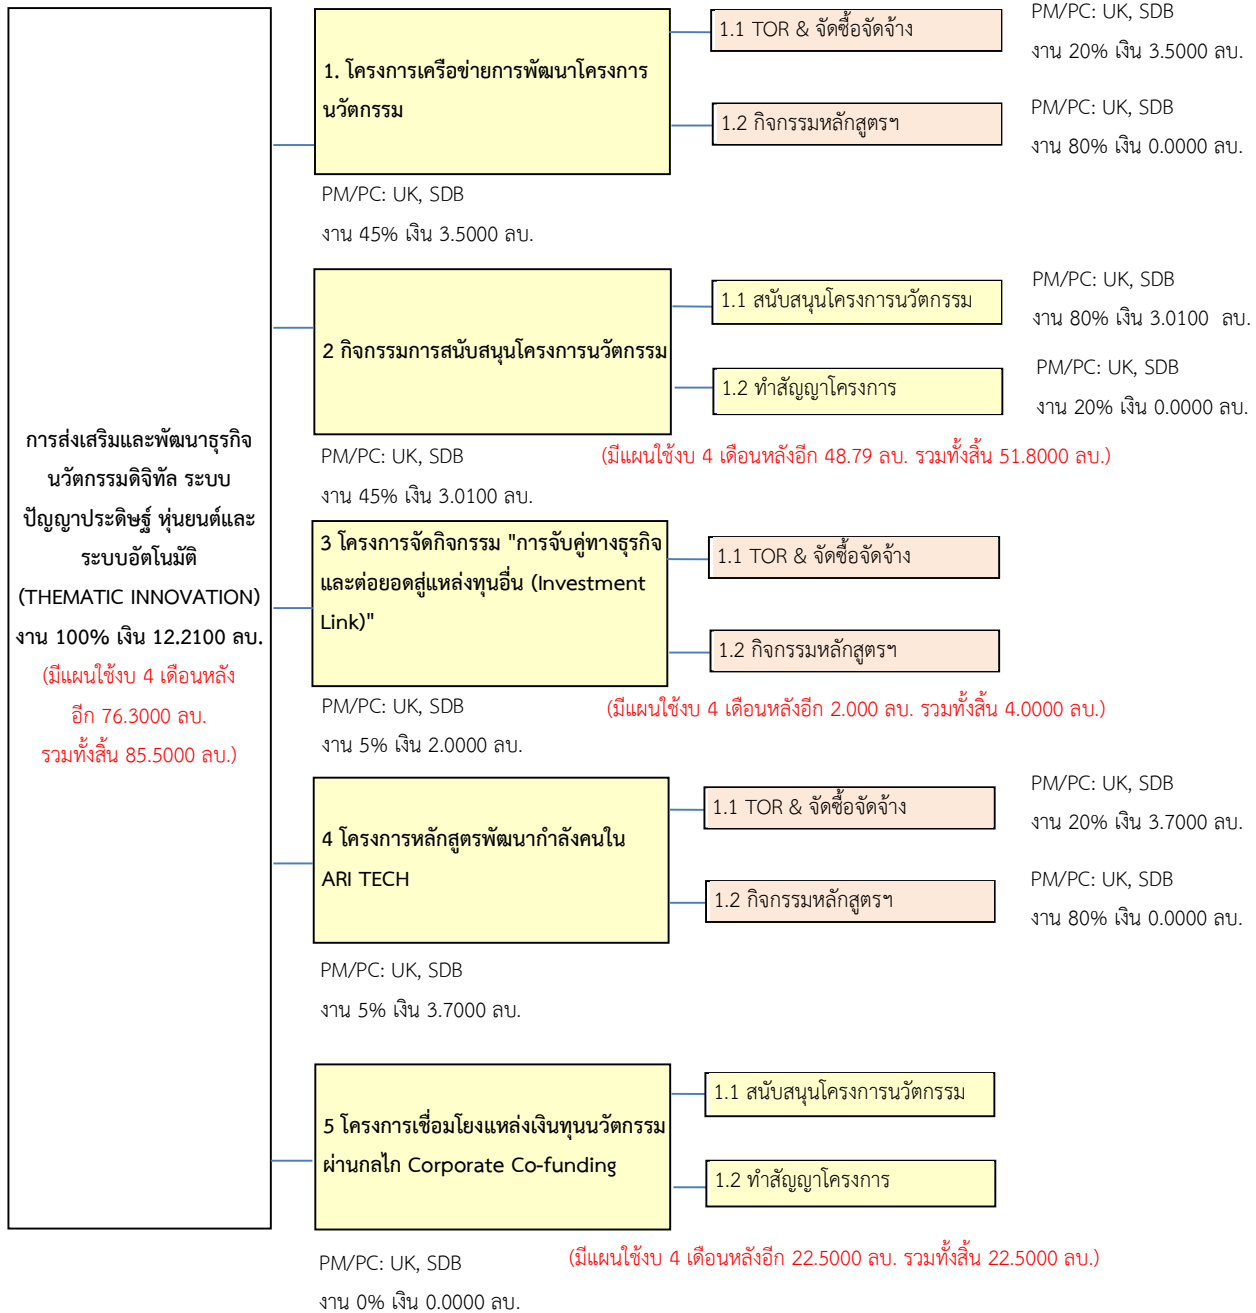 การส่งเสริมและพัฒนาธุรกิจ
นวัตกรรมดิจิทัล ระบบ
ปัญญาประดิษฐ์ หุ่นยนต์และ
ระบบอัตโนมัติ
(THEMATIC INNOVATION)
งาน 100% เงิน 12.2100 ลบ.
(มีแผนใช้งบ 4 เดือนหลัง
อีก 76.3000 ลบ.
รวมทั้งสิ้น 85.5000 ลบ.)
1. โครงการเครือข่ายการพัฒนาโครงการ
นวัตกรรม
PM/PC: UK, SDB
งาน 45% เงิน 3.5000 ลบ.
1.1 TOR & จัดซื้อจัดจ้าง
PM/PC: UK, SDB
งาน 20% เงิน 3.5000 ลบ.
1.2 กิจกรรมหลักสูตรฯ
PM/PC: UK, SDB
งาน 80% เงิน 0.0000 ลบ.
2 กิจกรรมการสนับสนุนโครงการนวัตกรรม
PM/PC: UK, SDB
งาน 45% เงิน 3.0100 ลบ.
1.1 สนับสนุนโครงการนวัตกรรม
PM/PC: UK, SDB
งาน 80% เงิน 3.0100 ลบ.
1.2 ทำสัญญาโครงการ
PM/PC: UK, SDB
งาน 20% เงิน 0.0000 ลบ.
(มีแผนใช้งบ 4 เดือนหลังอีก 48.79 ลบ. รวมทั้งสิ้น 51.8000 ลบ.)
3 โครงการจัดกิจกรรม "การจับคู่ทางธุรกิจ
และต่อยอดสู่แหล่งทุนอื่น (Investment
Link)"
PM/PC: UK, SDB
งาน 5% เงิน 2.0000 ลบ.
1.1 TOR & จัดซื้อจัดจ้าง
1.2 กิจกรรมหลักสูตรฯ
(มีแผนใช้งบ 4 เดือนหลังอีก 2.000 ลบ. รวมทั้งสิ้น 4.0000 ลบ.)
4 โครงการหลักสูตรพัฒนากำลังคนใน
ARI TECH
PM/PC: UK, SDB
งาน 5% เงิน 3.7000 ลบ.
1.1 TOR & จัดซื้อจัดจ้าง
PM/PC: UK, SDB
งาน 20% เงิน 3.7000 ลบ.
1.2 กิจกรรมหลักสูตรฯ
PM/PC: UK, SDB
งาน 80% เงิน 0.0000 ลบ.
5 โครงการเชื่อมโยงแหล่งเงินทุนนวัตกรรม
ผ่านกลไก Corporate Co-funding
PM/PC: UK, SDB
งาน 0% เงิน 0.0000 ลบ.
1.1 สนับสนุนโครงการนวัตกรรม
1.2 ทำสัญญาโครงการ
(มีแผนใช้งบ 4 เดือนหลังอีก 22.5000 ลบ. รวมทั้งสิ้น 22.5000 ลบ.)